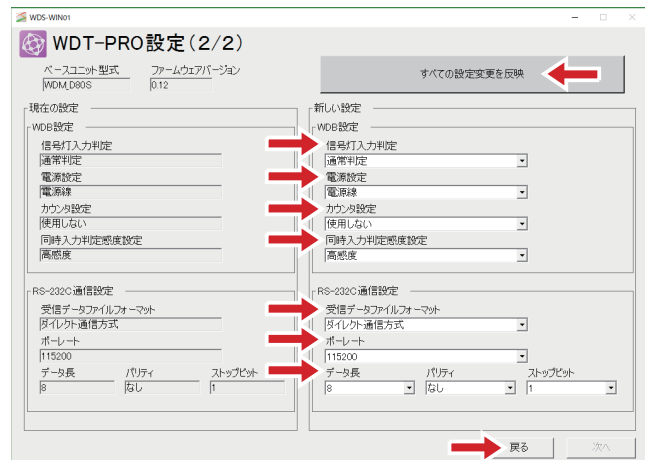 WDS-WIN01
WDT-PRO設定(2/2)
ベースユニット型式 ファームウェアバージョン
WDM,D80S 0.12
すべての設定変更を反映
現在の設定
WDB設定
信号灯入力判定
通常判定
電源設定
電源線
カウンタ設定
使用しない
同時入力判定感度設定
高感度
RS-232C通信設定
受信データファイルフォーマット
ダイレクト通信方式
ボーレート
115200
データ長 パリティ ストップビット
8 なし 1
新しい設定
WDB設定
信号灯入力判定
通常判定
電源設定
電源線
カウンタ設定
使用しない
同時入力判定感度設定
高感度
RS-232C通信設定
受信データファイルフォーマット
ダイレクト通信方式
ボーレート
115200
データ長 パリティ ストップビット
8 なし 1
戻る 次へ